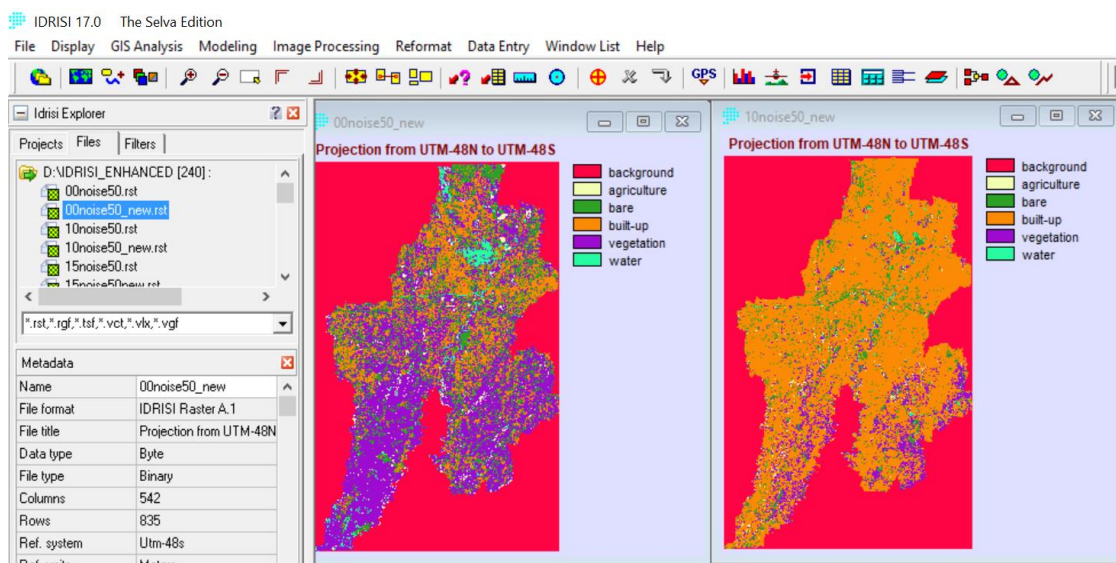 IDRISI 17.0 The Selva Edition
File Display GIS Analysis Modeling Image Processing Reformat Data Entry Window List Help
GPS
Idrisi Explorer
Projects Files Filters
D:\IDRISI_ENHANCED [240] :
00noise50.rst
00noise50_new.rst
10noise50.rst
10noise50_new.rst
15noise50.rst
15noise50new.rst
*.rst,*.rgf,*.tsf,*.vct,*.vlx,*.vgf
Metadata
Name 00noise50_new
File format IDRISI Raster A.1
File title Projection from UTM-48N
Data type Byte
File type Binary
Columns 542
Rows 835
Ref. system Utm-48s
00noise50_new
Projection from UTM-48N to UTM-48S
background
agriculture
bare
built-up
vegetation
water
10noise50_new
Projection from UTM-48N to UTM-48S
background
agriculture
bare
built-up
vegetation
water